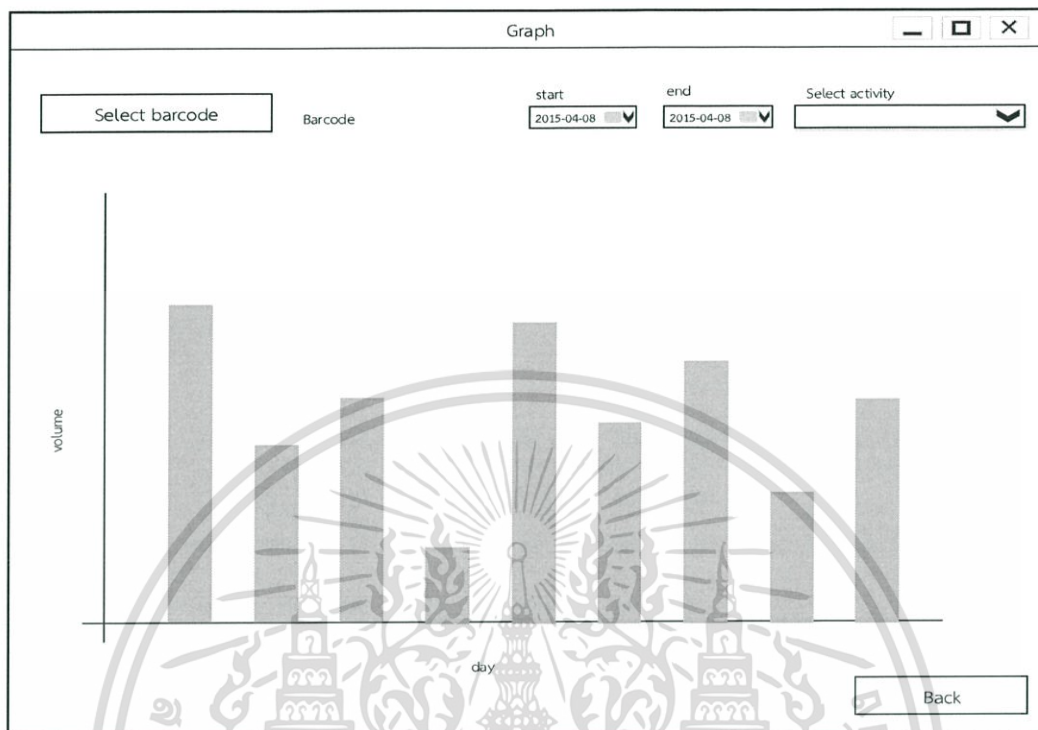 Graph
start
end
Select activity
Select barcode
Barcode
2015-04-08
2015-04-08
volume
day
Back